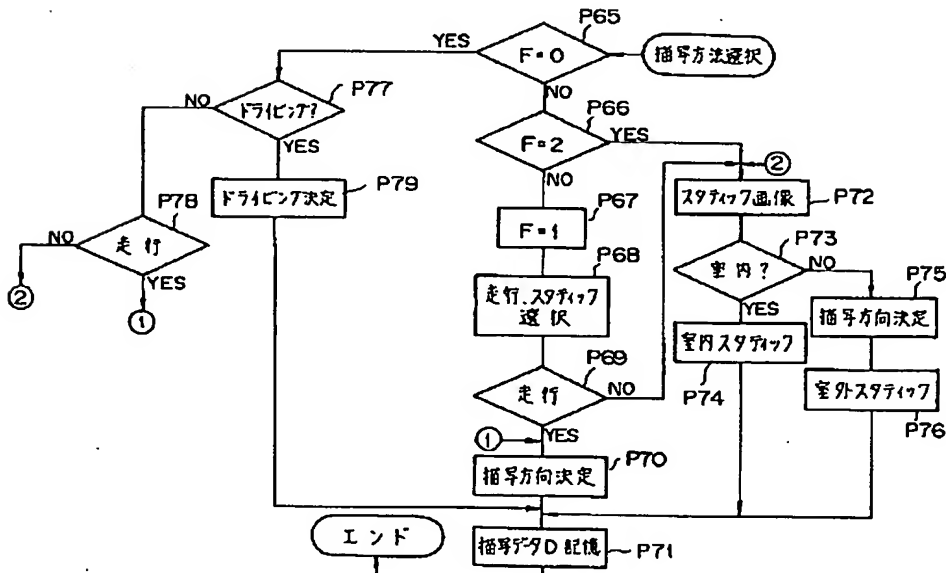 P65
YES
F=0
描写方法選択
NO
P77
NO
ドライビング?
YES
P66
F=2
YES
②
NO
P79
ドライビング決定
P78
走行
NO
②
YES
①
P67
F=1
スタティック画像
P72
P68
走行、スタティック
選択
P73
室内?
NO
YES
P75
描写方向決定
P69
走行
NO
室内スタティック
P74
室外スタティック
P76
①
YES
P70
描写方向決定
エンド
描写データD記憶
P71